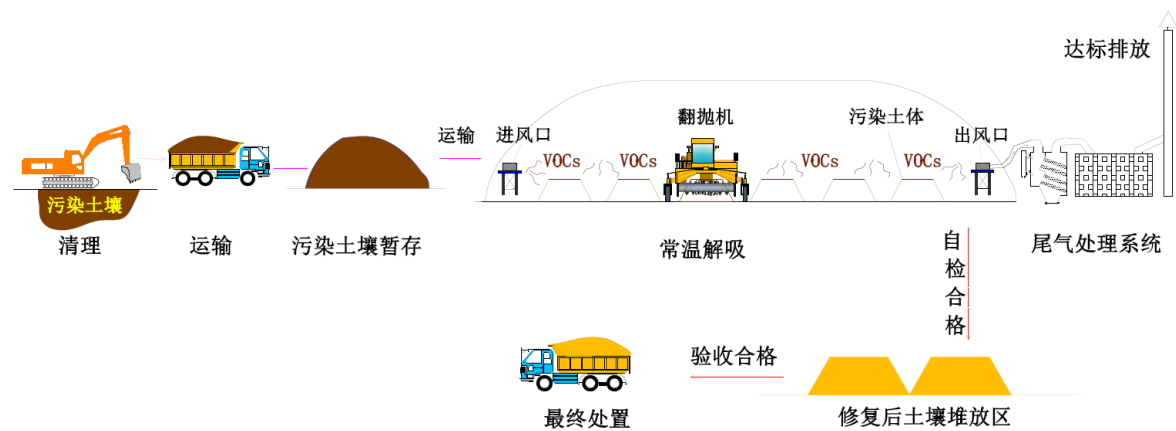 达标排放
运输
进风口
翻抛机
污染土体
出风口
VOCs
VOCs
VOCs
VOCs
污染土壤
清理
运输
污染土壤暂存
常温解吸
自检合格
尾气处理系统
验收合格
最终处置
修复后土壤堆放区